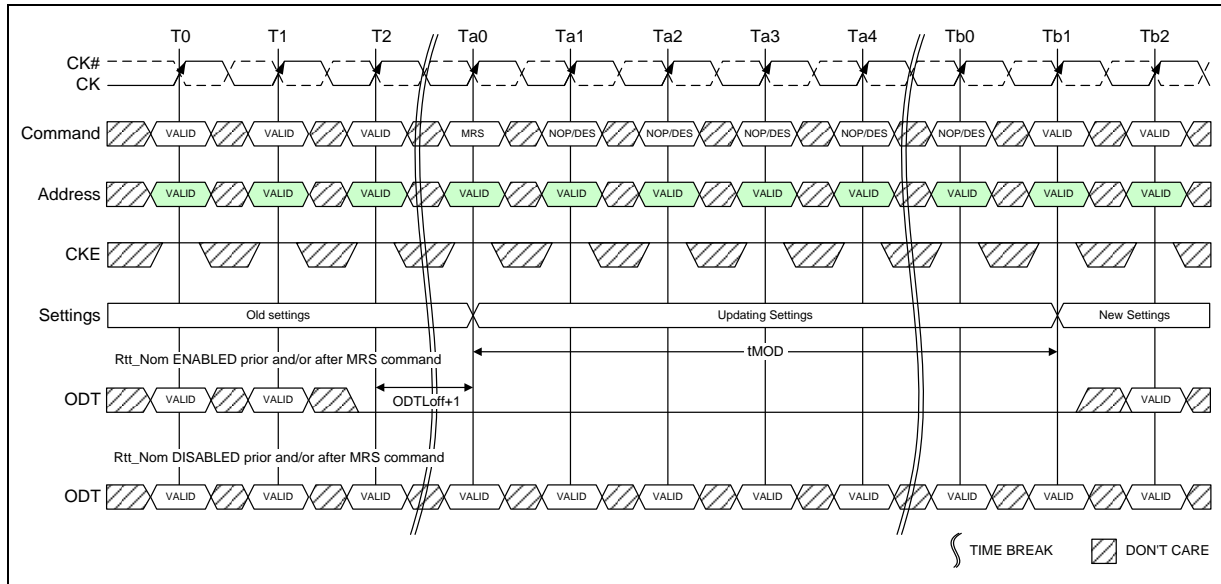 T0 T1 T2 Ta0 Ta1 Ta2 Ta3 Ta4 Tb0 Tb1 Tb2
CK#
CK
Command VALID VALID VALID MRS NOP/DES NOP/DES NOP/DES NOP/DES NOP/DES VALID VALID
Address VALID VALID VALID VALID VALID VALID VALID VALID VALID VALID VALID
CKE
Settings Old settings Updating Settings New Settings
tMOD
Rtt_Nom ENABLED prior and/or after MRS command
ODT VALID VALID ODTLoff+1 VALID
Rtt_Nom DISABLED prior and/or after MRS command
ODT VALID VALID VALID VALID VALID VALID VALID VALID VALID VALID VALID
TIME BREAK DON'T CARE